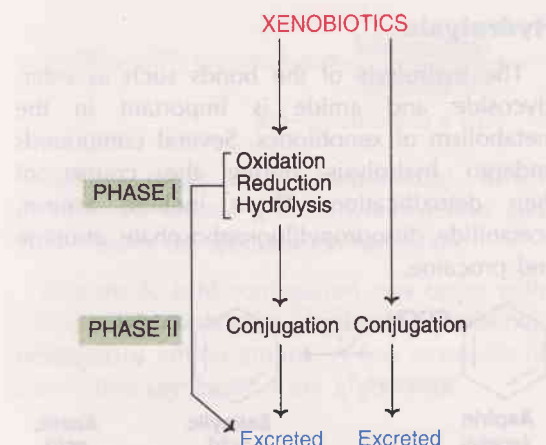 XENOBIOTICS
Oxidation
PHASE I Reduction
Hydrolysis
PHASE II Conjugation Conjugation
Excreted Excreted